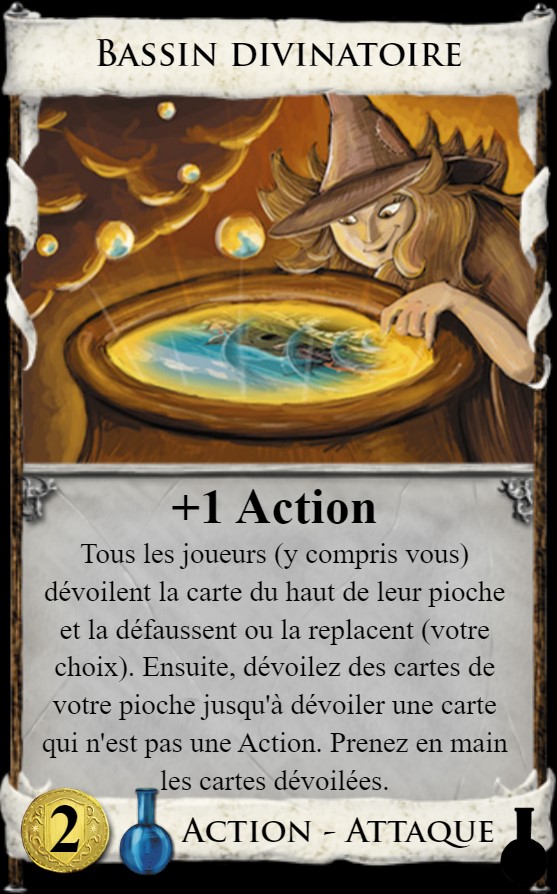 Bassin divinatoire
+1 Action
Tous les joueurs (y compris vous)
dévoilent la carte du haut de leur pioche
et la défaussent ou la replacent (votre
choix). Ensuite, dévoilez des cartes de
votre pioche jusqu'à dévoiler une carte
qui n'est pas une Action. Prenez en main
les cartes dévoilées.
2
Action - Attaque